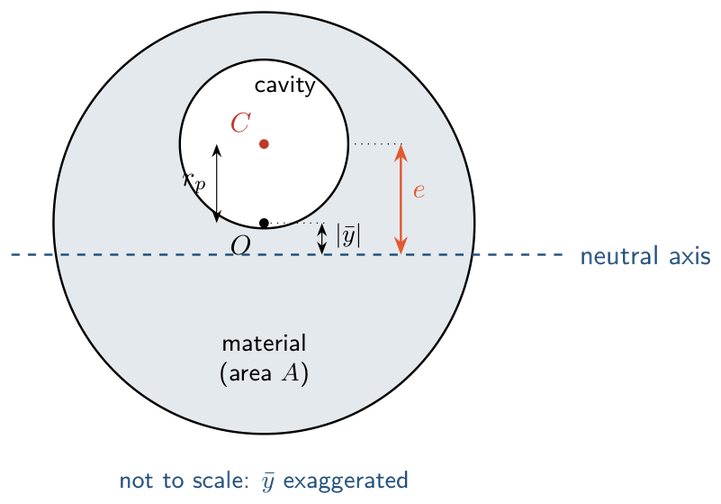 cavity
C
r_p
e
O
|ȳ|
neutral axis
material
(area A)
not to scale: ȳ exaggerated